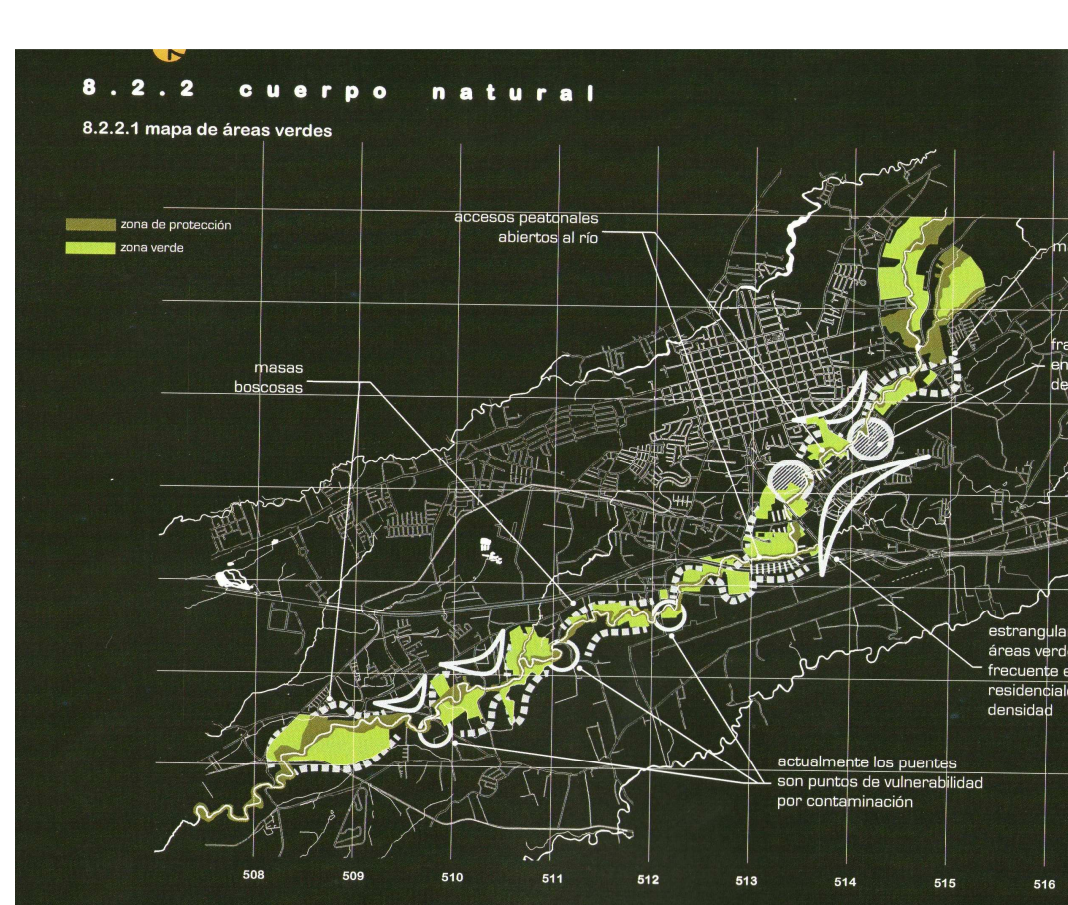 8.2.2 cuerpo natural
8.2.2.1 mapa de áreas verdes
zona de protección
zona verde
accesos peatonales
abiertos al río
masas
boscosas
estrangula
áreas verd
frecuente e
residencial
densidad
actualmente los puentes
son puntos de vulnerabilidad
por contaminación
508 509 510 511 512 513 514 515 516